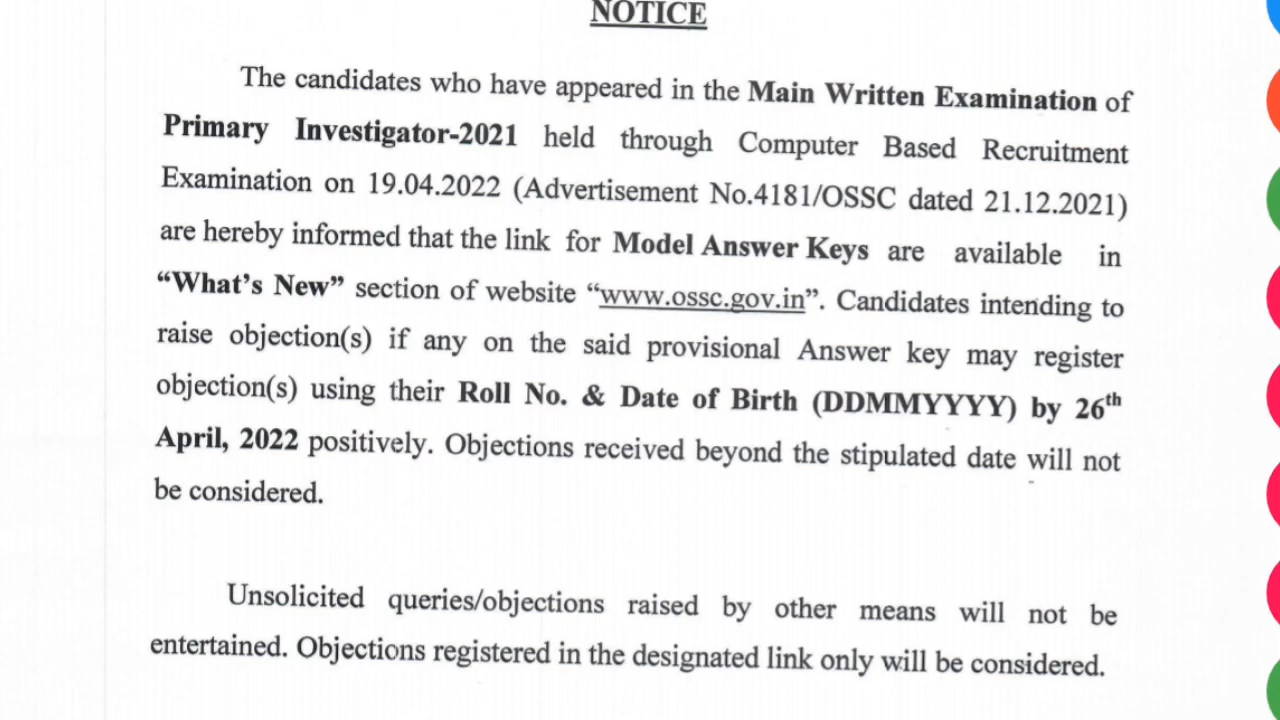 NOTICE
The candidates who have appeared in the Main Written Examination of
Primary Investigator-2021 held through Computer Based Recruitment
Examination on 19.04.2022 (Advertisement No.4181/OSSC dated 21.12.2021)
are hereby informed that the link for Model Answer Keys are available in
“What’s New” section of website “www.ossc.gov.in”. Candidates intending to
raise objection(s) if any on the said provisional Answer key may register
objection(s) using their Roll No. & Date of Birth (DDMMYYYY) by 26th
April, 2022 positively. Objections received beyond the stipulated date will not
be considered.
Unsolicited queries/objections raised by other means will not be
entertained. Objections registered in the designated link only will be considered.